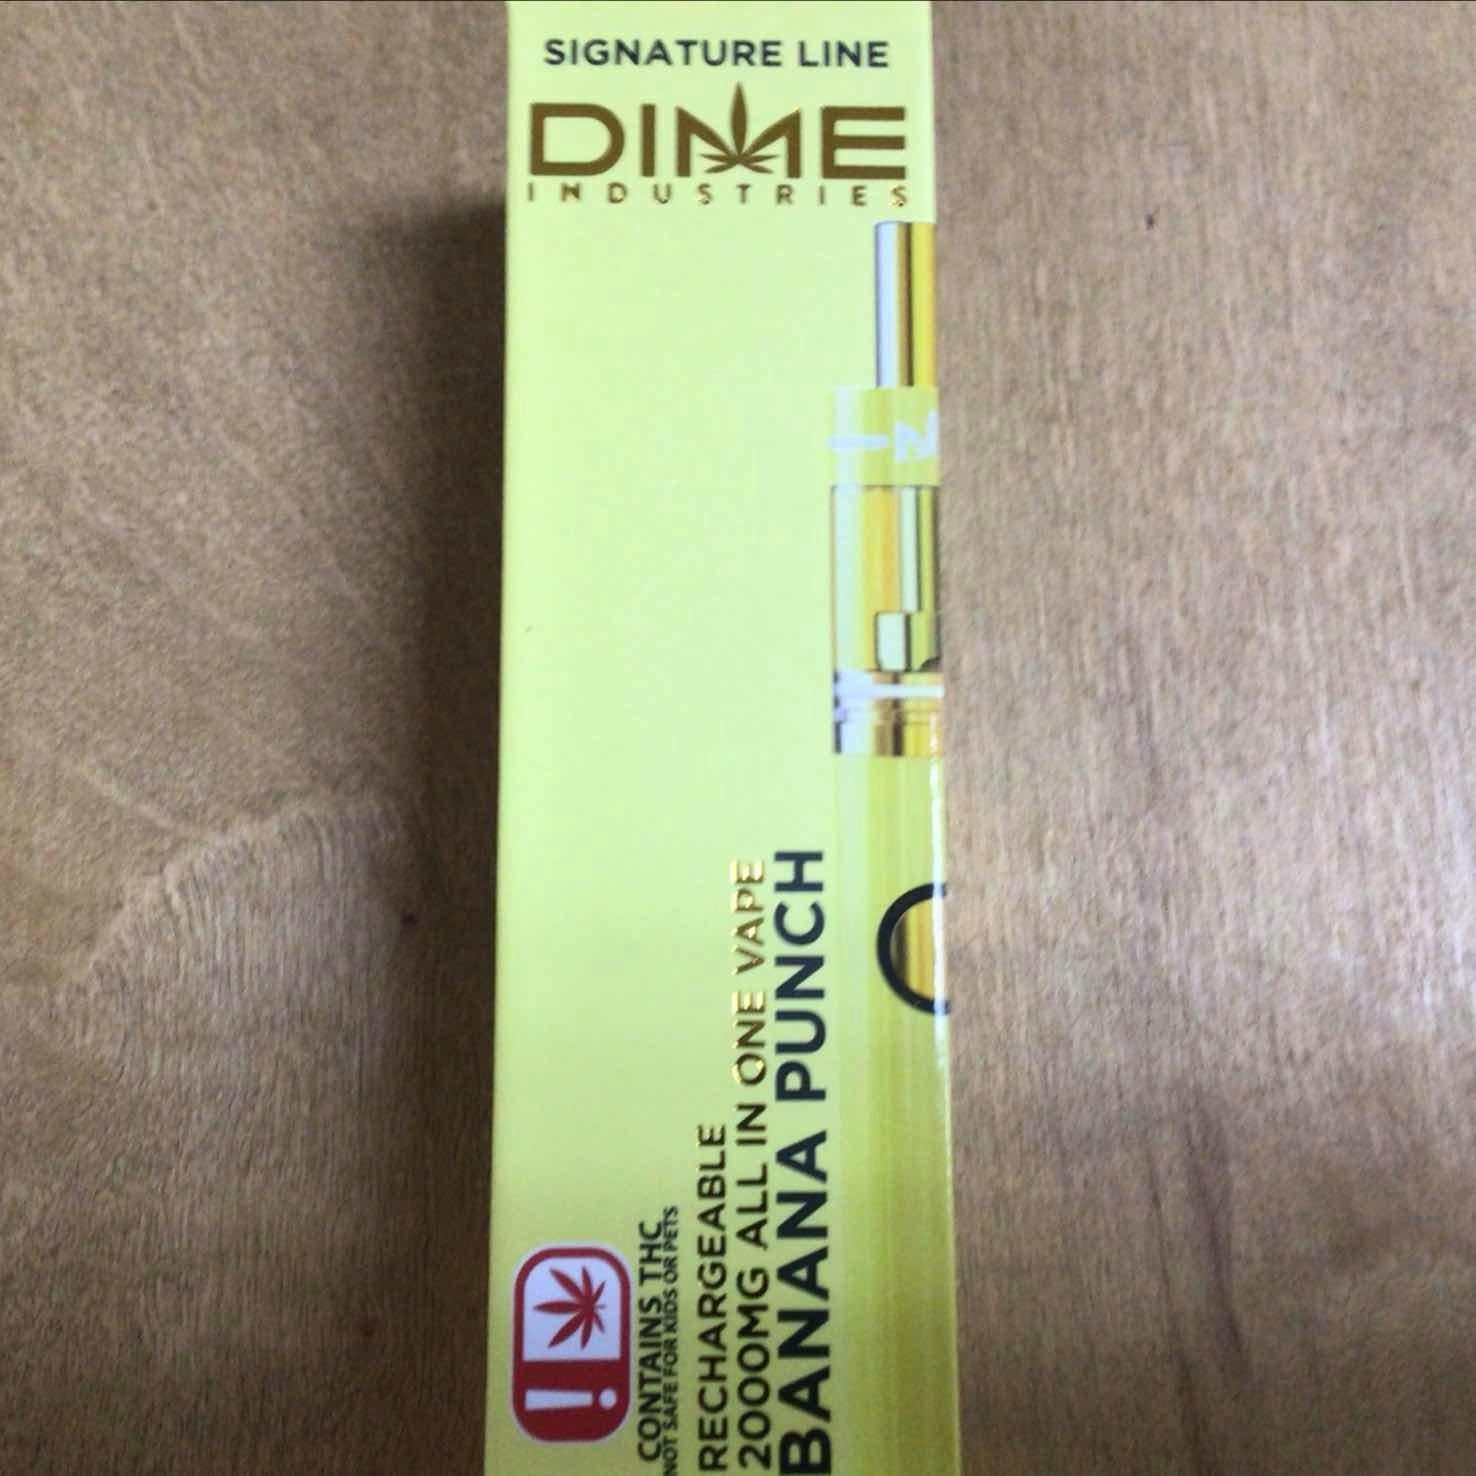 SIGNATURE LINE
DIME
INDUSTRIES
CONTAINS THC
NOT SAFE FOR KIDS OR PETS
RECHARGEABLE
2000MG ALL IN ONE VAPE
BANANA PUNCH
!